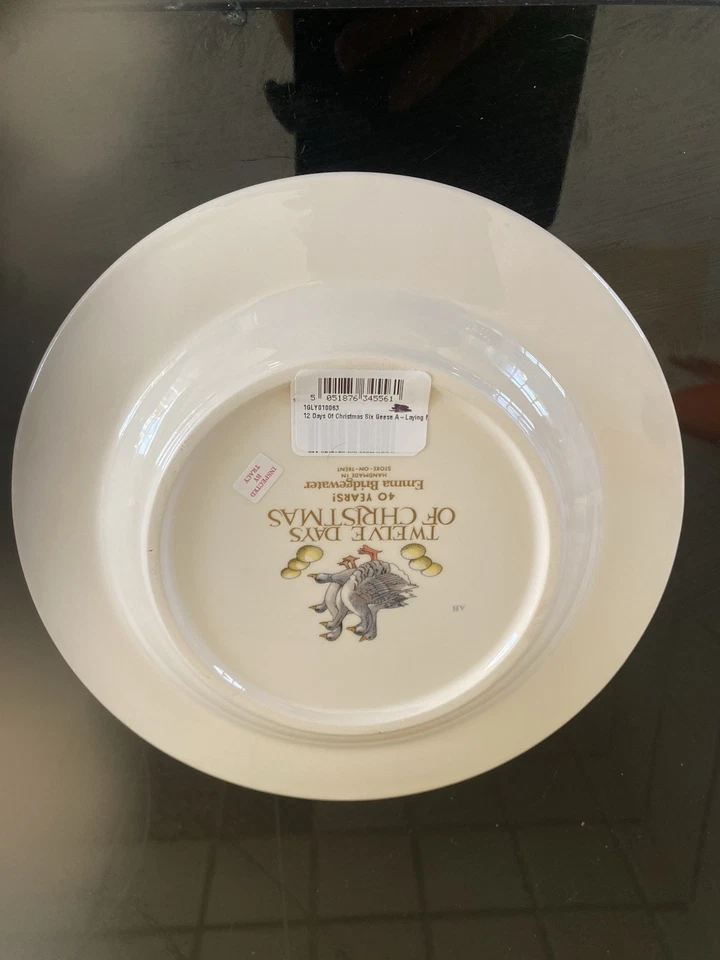 5 051876 345561
1GLY010063
12 Days Of Christmas Six Geese A-Laying
TWELVE DAYS
OF CHRISTMAS
40 YEARS!
Emma Bridgewater
HANDMADE IN
STOKE-ON-TRENT
INSPECTED
BY
TRACY
AH